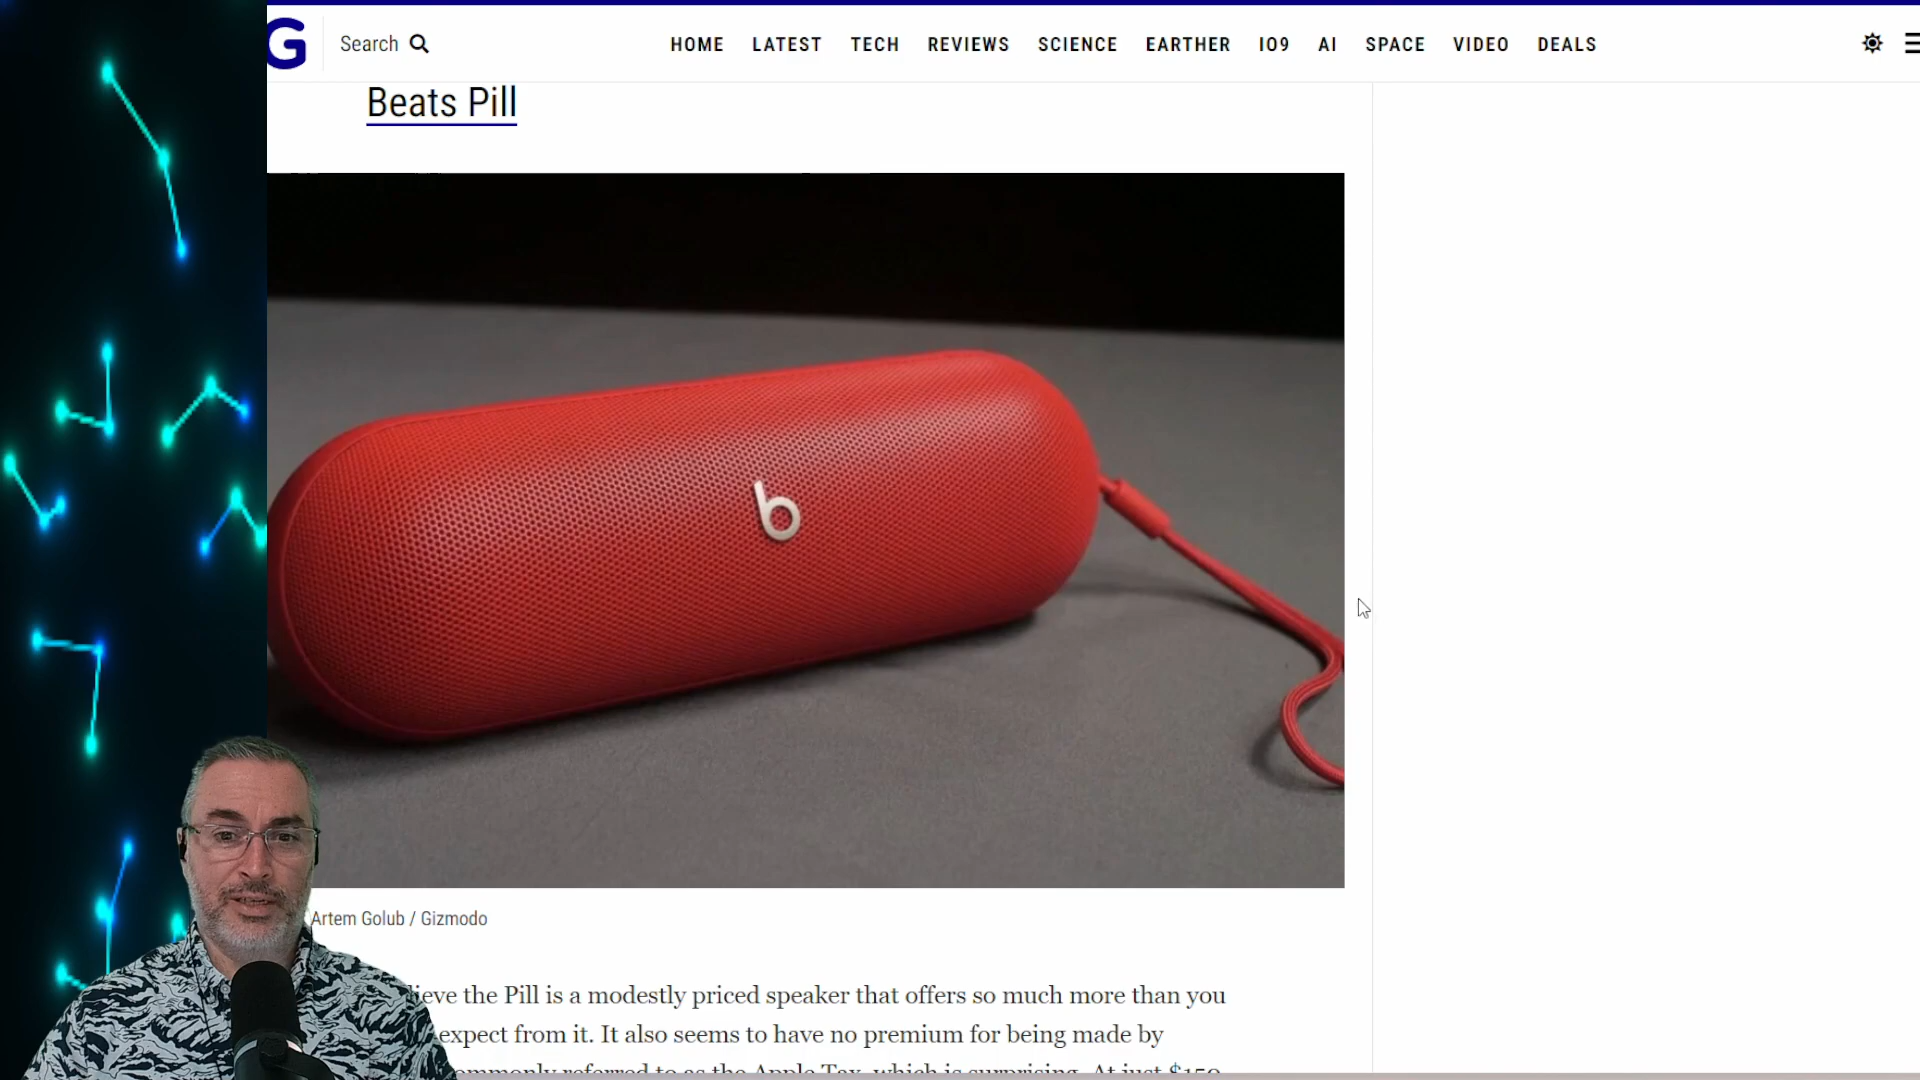 G
Search
HOME LATEST TECH REVIEWS SCIENCE EARTHER IO9 AI SPACE VIDEO DEALS
Beats Pill
b
Artem Golub / Gizmodo
the Pill is a modestly priced speaker that offers so much more than you
expect from it. It also seems to have no premium for being made by
referred to as the Apple Tax, which is surprising. At just $150